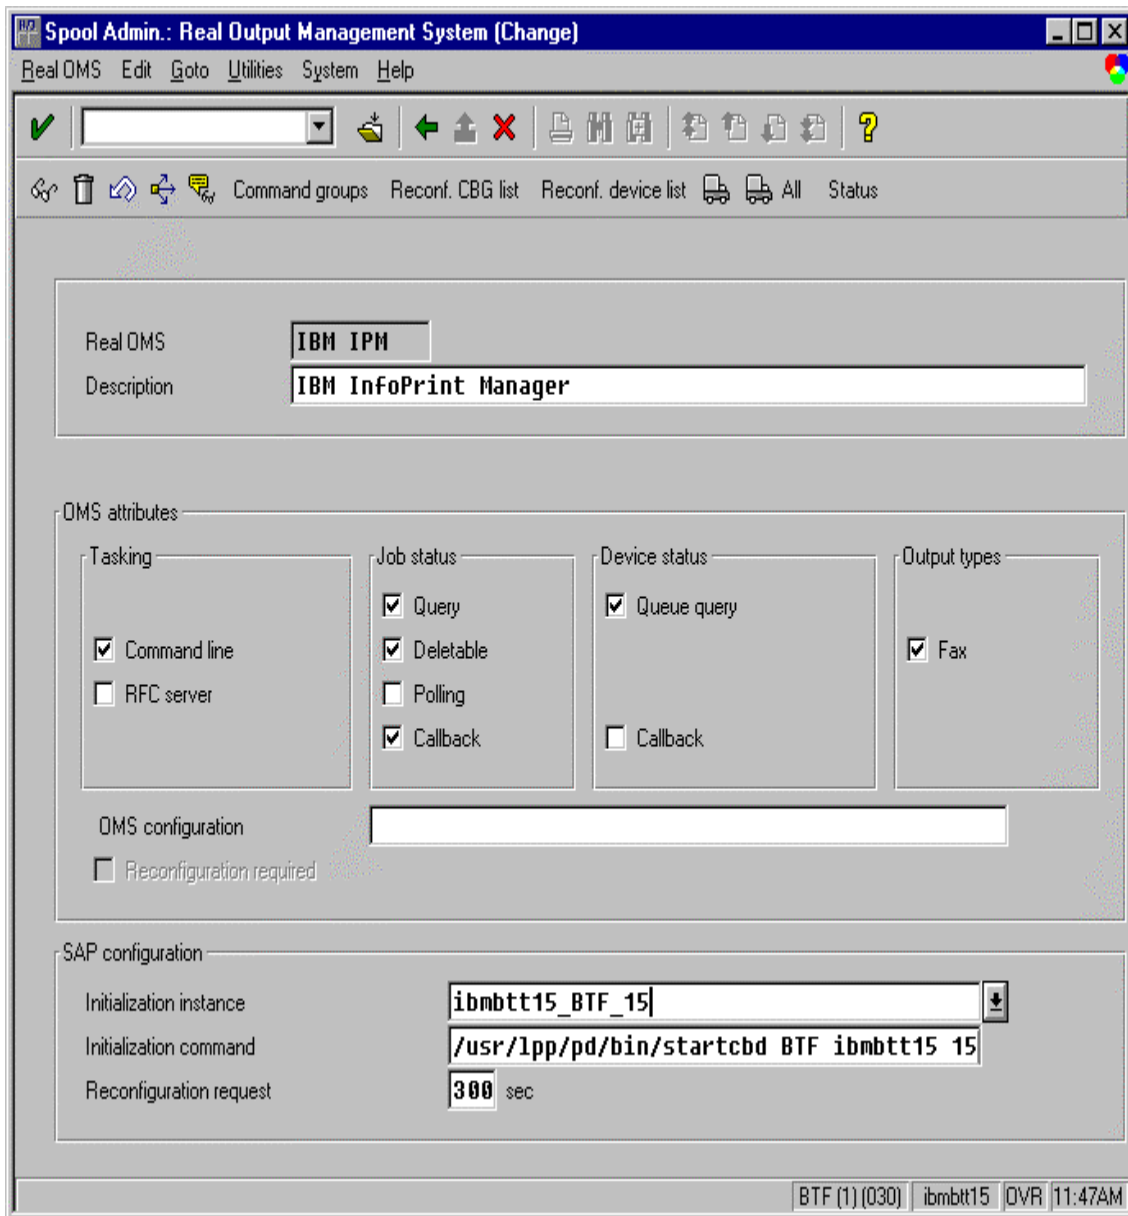 Spool Admin.: Real Output Management System (Change)
Real OMS Edit Goto Utilities System Help
Command groups Reconf. CBG list Reconf. device list All Status
Real OMS IBM IPM
Description IBM InfoPrint Manager
OMS attributes
Tasking Job status Device status Output types
Query Queue query
Command line Deletable Fax
RFC server Polling
Callback Callback
OMS configuration
Reconfiguration required
SAP configuration
Initialization instance ibmbtt15_BTF_15
Initialization command /usr/lpp/pd/bin/startcbd BTF ibmbtt15 15
Reconfiguration request 300 sec
BTF (1) (030) ibmbtt15 OVR 11:47AM